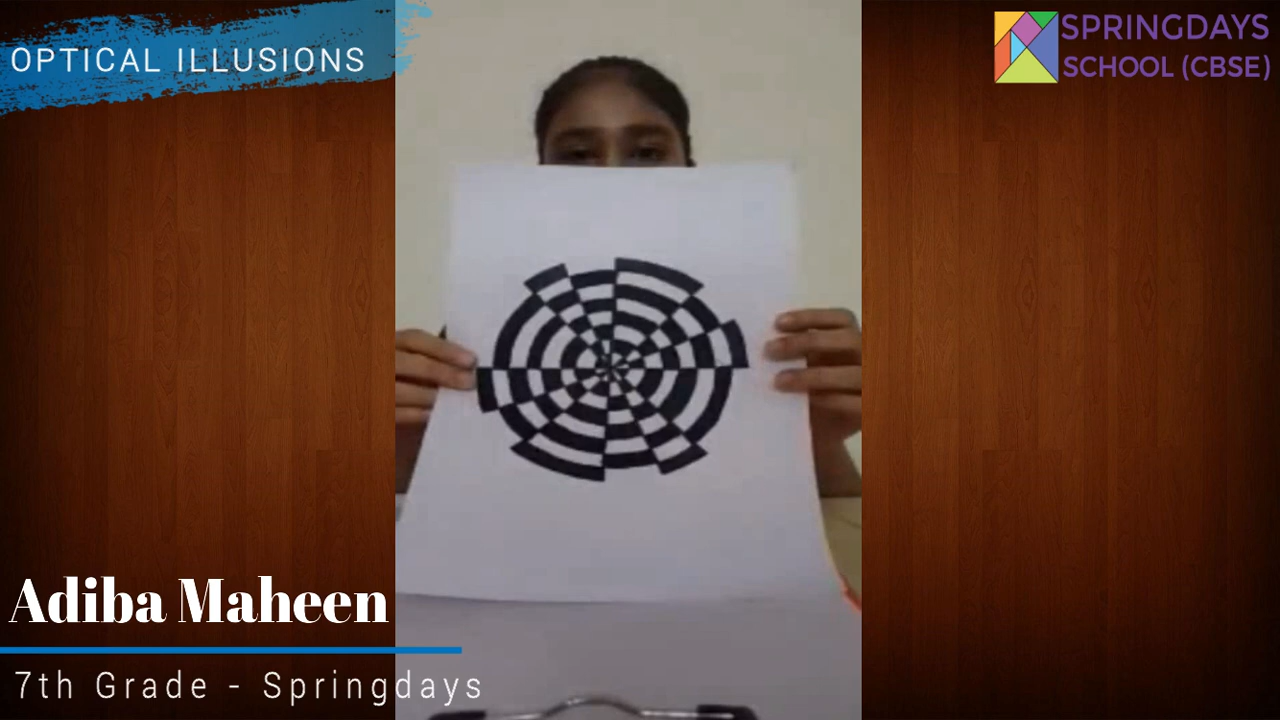 OPTICAL ILLUSIONS
SPRINGDAYS
SCHOOL (CBSE)
Adiba Maheen
7th Grade - Springdays